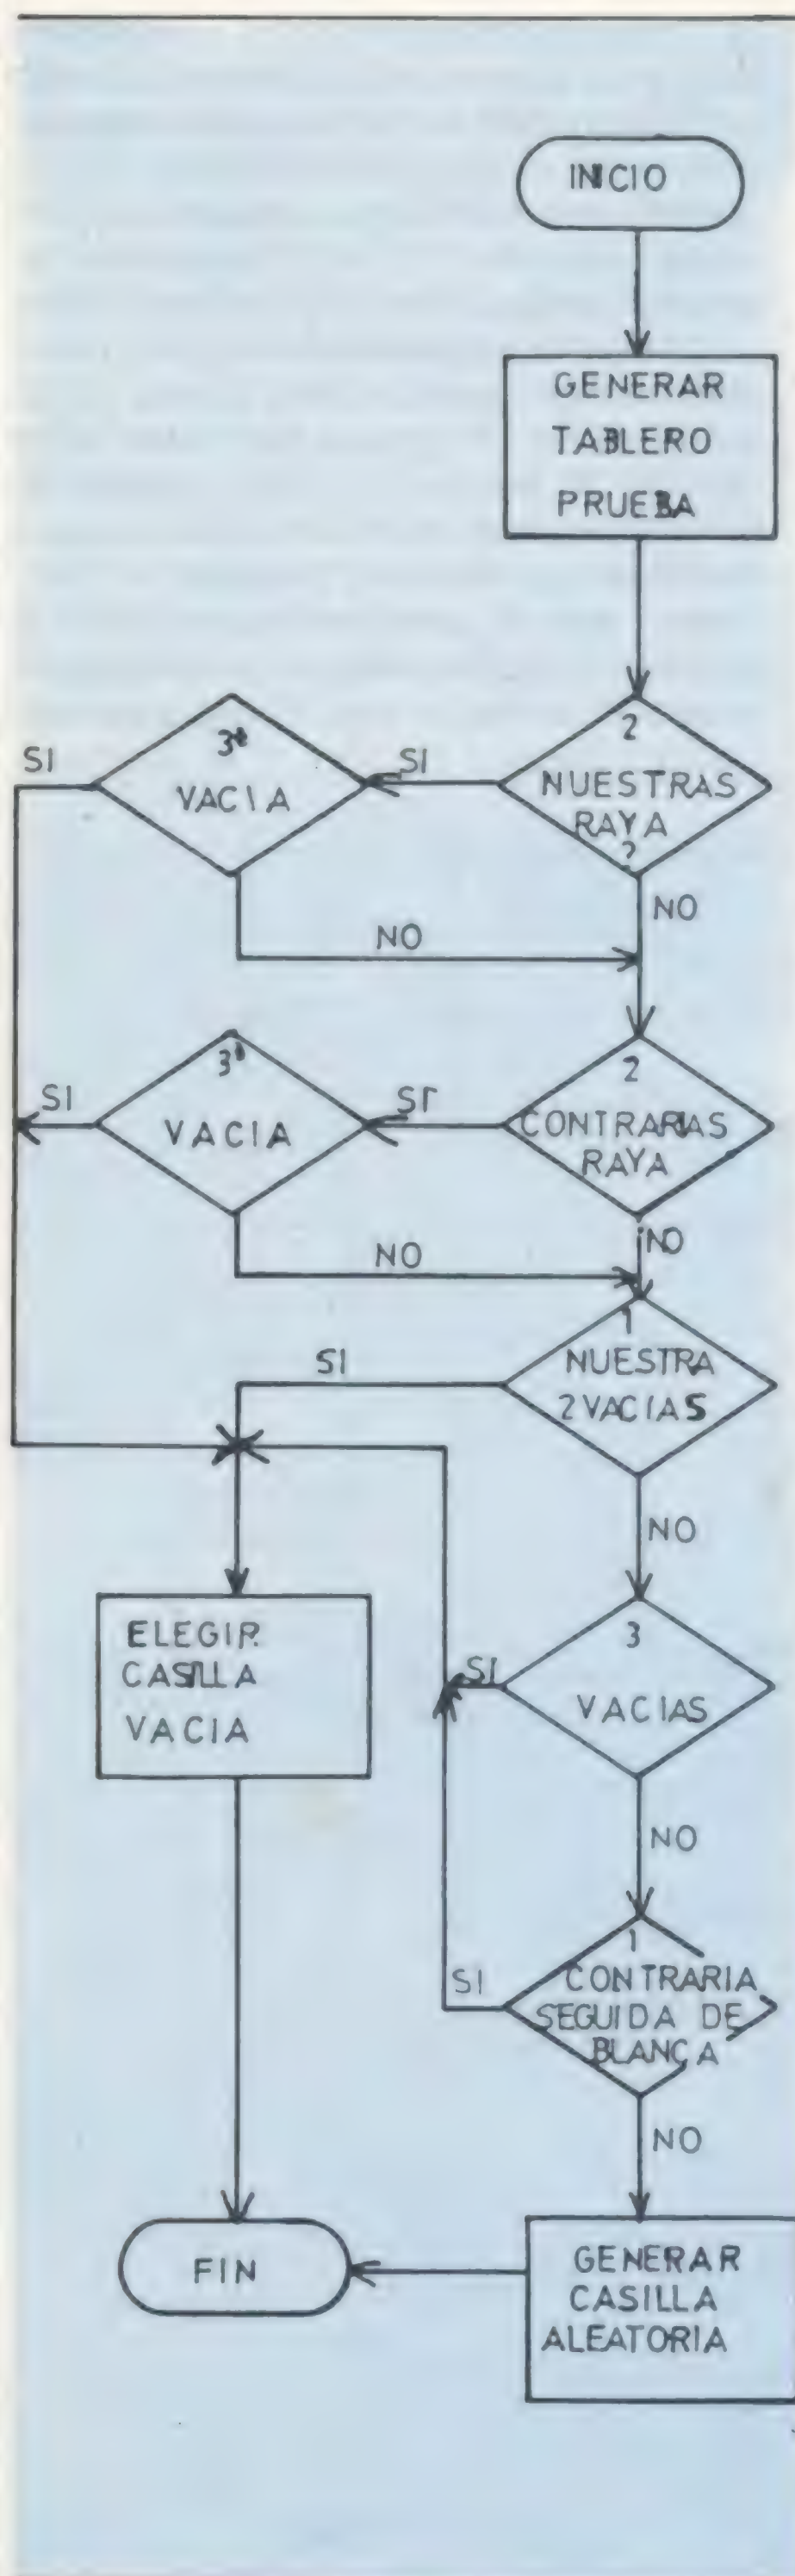 INICIO
GENERAR
TABLERO
PRUEBA
2
NUESTRAS
RAYA
?
SI
3ª
VACIA
SI
NO
NO
2
CONTRARIAS
RAYA
SI
3ª
VACIA
SI
NO
NO
1
NUESTRA
2 VACIAS
SI
NO
3
VACIAS
SI
ELEGIR
CASILLA
VACIA
NO
1
CONTRARIA
SEGUIDA DE
BLANCA
SI
NO
GENERAR
CASILLA
ALEATORIA
FIN